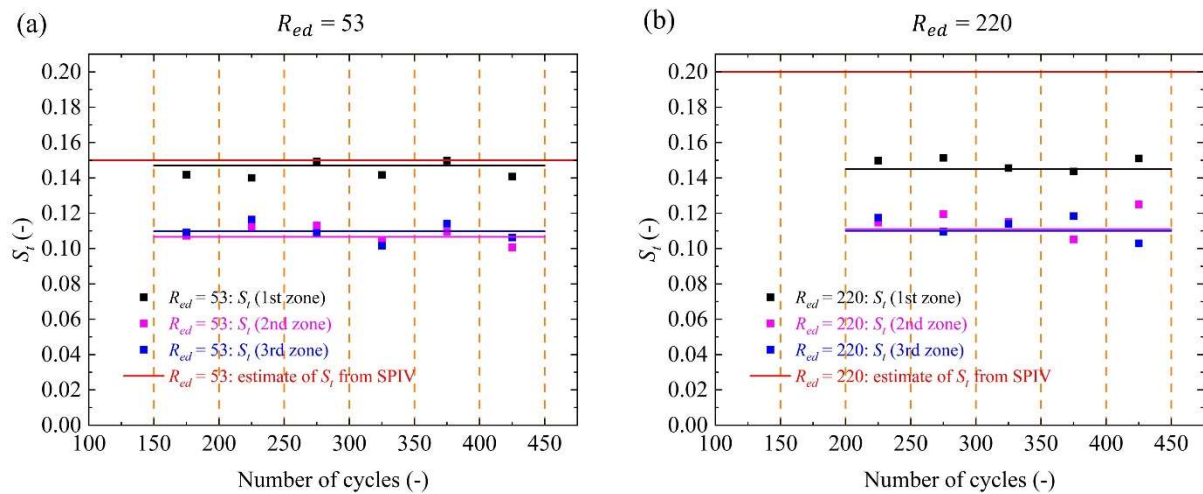 (a)
R_ed = 53
0.20
0.18
0.16
0.14
0.12
0.10
0.08
0.06
0.04
0.02
0.00
S_t (-)
R_ed = 53: S_t (1st zone)
R_ed = 53: S_t (2nd zone)
R_ed = 53: S_t (3rd zone)
R_ed = 53: estimate of S_t from SPIV
100 150 200 250 300 350 400 450
Number of cycles (-)
(b)
R_ed = 220
0.20
0.18
0.16
0.14
0.12
0.10
0.08
0.06
0.04
0.02
0.00
S_t (-)
R_ed = 220: S_t (1st zone)
R_ed = 220: S_t (2nd zone)
R_ed = 220: S_t (3rd zone)
R_ed = 220: estimate of S_t from SPIV
100 150 200 250 300 350 400 450
Number of cycles (-)